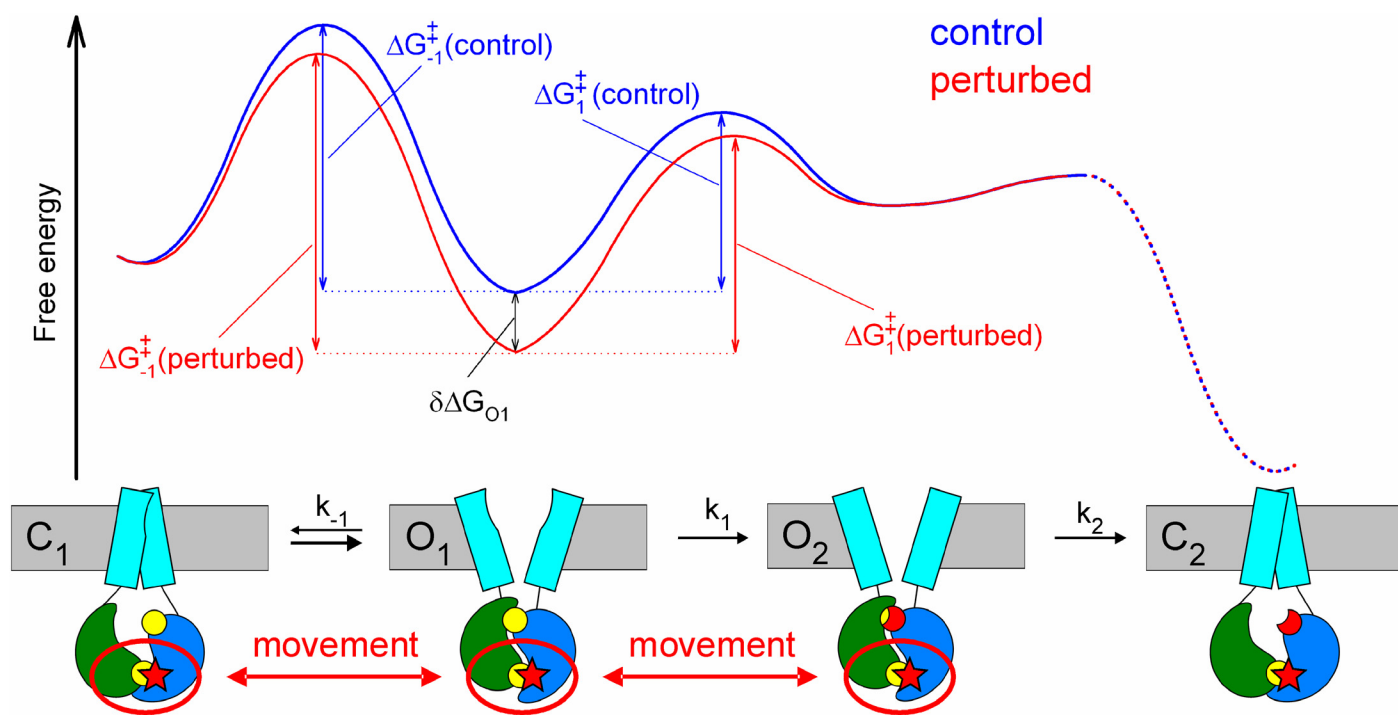 control
perturbed
ΔG‡-1(control)
ΔG‡1(control)
Free energy
ΔG‡-1(perturbed)
ΔG‡1(perturbed)
δΔGO1
C1
k-1
O1
k1
O2
k2
C2
movement
movement